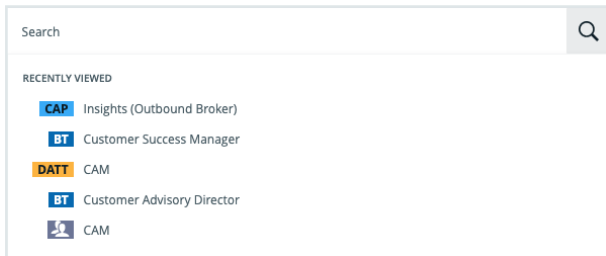 Search
RECENTLY VIEWED
CAP Insights (Outbound Broker)
BT Customer Success Manager
DATT CAM
BT Customer Advisory Director
CAM